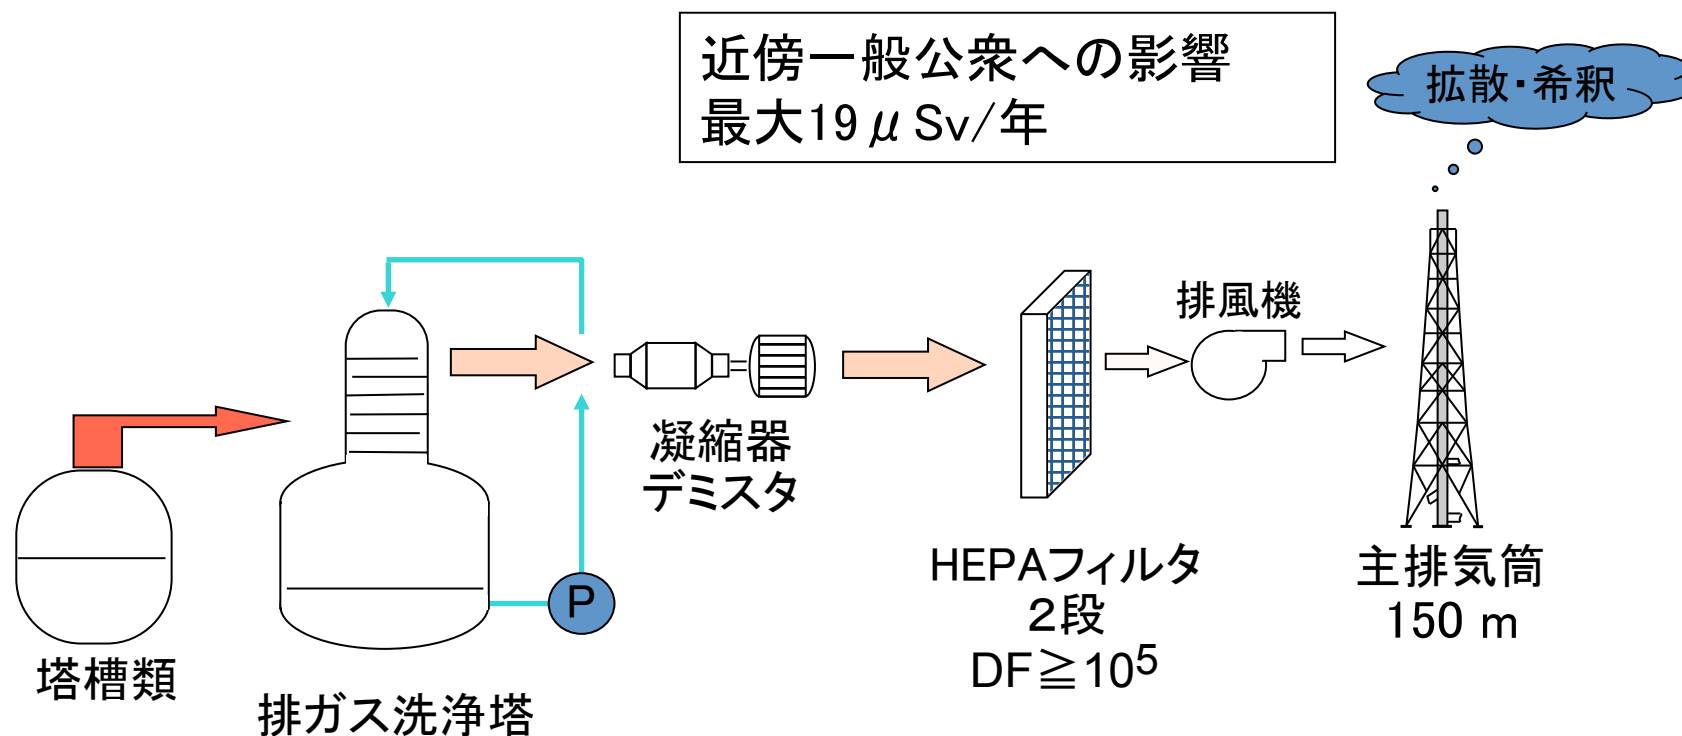 近傍一般公衆への影響
最大19μSv/年
拡散・希釈
排風機
凝縮器
デミスタ
HEPAフィルタ
２段
DF≧10⁵
主排気筒
150 m
P
塔槽類
排ガス洗浄塔